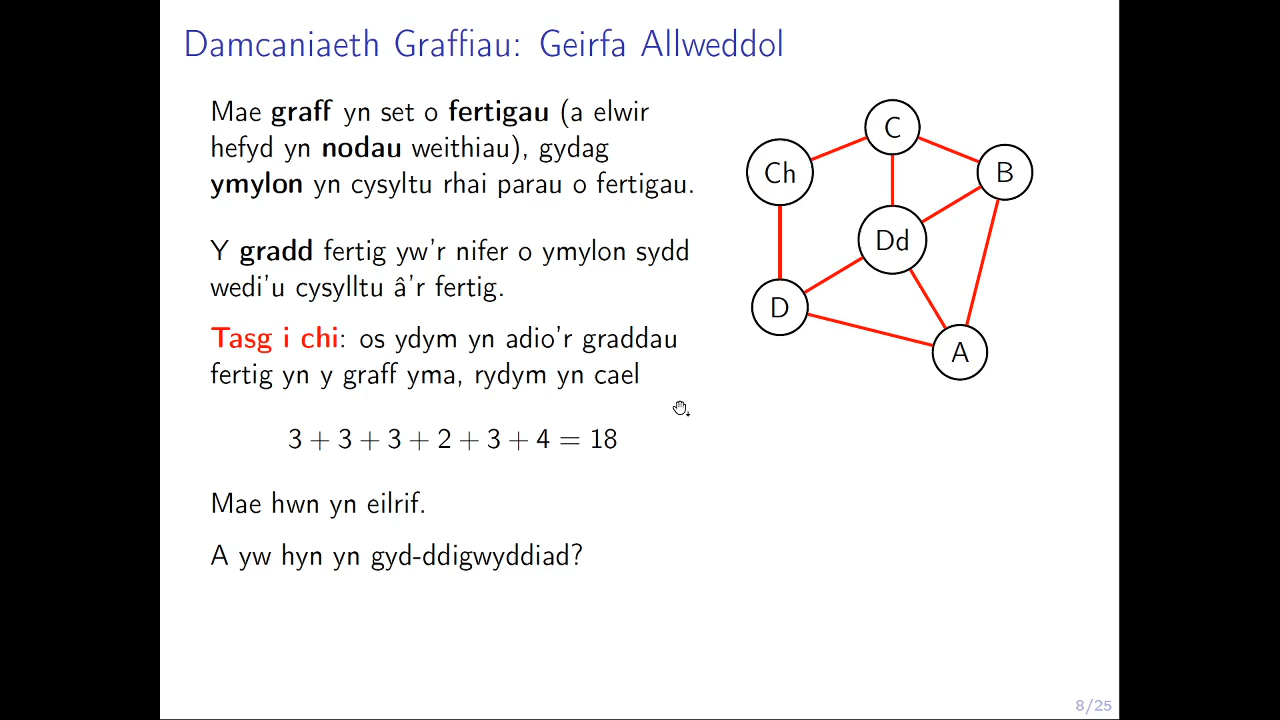 Damcaniaeth Graffiau: Geirfa Allweddol
Mae graff yn set o fertigau (a elwir
hefyd yn nodau weithiau), gydag
ymylon yn cysyltu rhai parau o fertigau.
Y gradd fertig yw'r nifer o ymylon sydd
wedi'u cysylltu â'r fertig.
Tasg i chi: os ydym yn adio'r graddau
fertig yn y graff yma, rydym yn cael
3 + 3 + 3 + 2 + 3 + 4 = 18
Mae hwn yn eilrif.
A yw hyn yn gyd-ddigwyddiad?
C
Ch
B
Dd
D
A
8/25